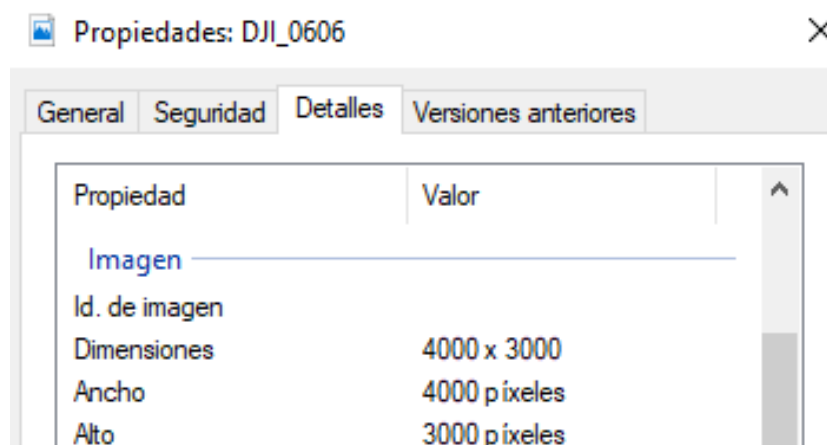 Propiedades: DJI_0606
General Seguridad Detalles Versiones anteriores
Propiedad Valor
Imagen
Id. de imagen
Dimensiones 4000 x 3000
Ancho 4000 píxeles
Alto 3000 píxeles